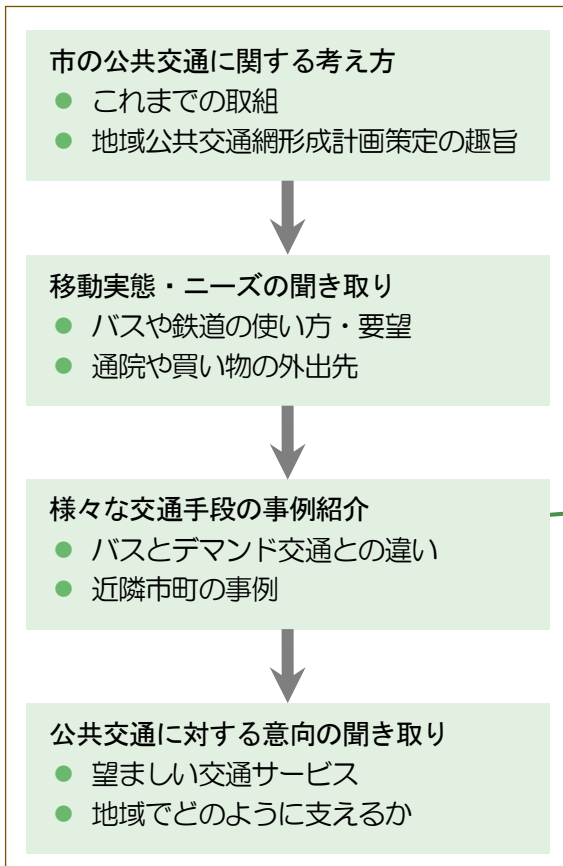 市の公共交通に関する考え方
● これまでの取組
● 地域公共交通網形成計画策定の趣旨
移動実態・ニーズの聞き取り
● バスや鉄道の使い方・要望
● 通院や買い物の外出先
様々な交通手段の事例紹介
● バスとデマンド交通との違い
● 近隣市町の事例
公共交通に対する意向の聞き取り
● 望ましい交通サービス
● 地域でどのように支えるか